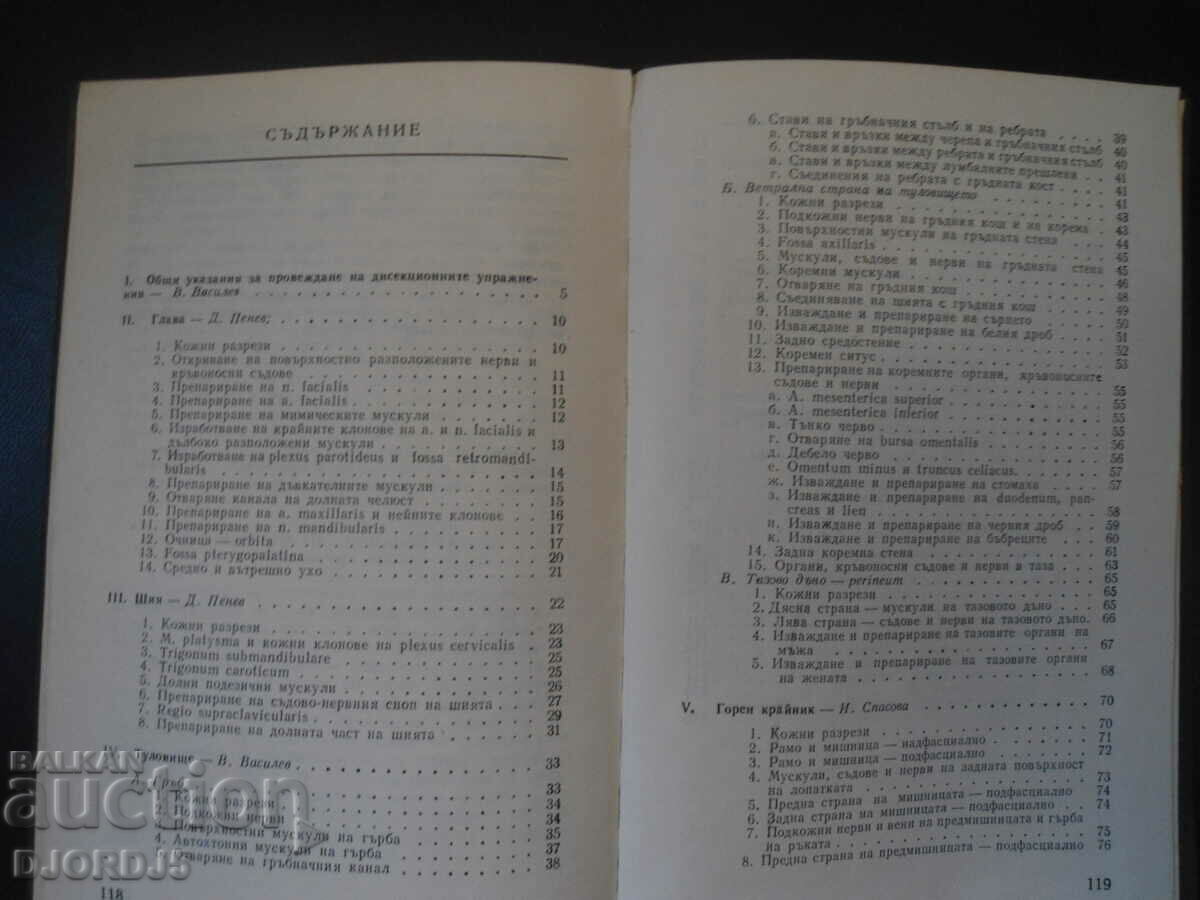 СЪДЪРЖАНИЕ
I. Общи указания за провеждане на дисекционните упражне-
ния — В. Василев . . . . . . . . . . . . . . 5
II. Глава — Д. Пенев; . . . . . . . . . . . . . . 10
1. Кожни разрези . . . . . . . . . . . . . . 10
2. Откриване на повърхностно разположените нерви и
кръвоносни съдове . . . . . . . . . . . . 11
3. Препариране на n. facialis . . . . . . . . . . 11
4. Препариране на a. facialis . . . . . . . . . . 12
5. Препариране на мимическите мускули . . . . . . 12
6. Изработване на крайните клонове на a. и n. facialis и
дълбоко разположени мускули . . . . . . . . 13
7. Изработване на plexus parotideus и fossa retromandi-
bularis . . . . . . . . . . . . . . . . 14
8. Препариране на дъвкателните мускули . . . . . . 15
9. Отваряне канала на долната челюст . . . . . . . 15
10. Препариране на a. maxillaris и нейните клонове . . 16
11. Препариране на n. mandibularis . . . . . . . . 17
12. Очница — orbita . . . . . . . . . . . . . 17
13. Fossa pterygopalatina . . . . . . . . . . . . 20
14. Средно и вътрешно ухо . . . . . . . . . . . 21
III. Шия — Д. Пенев . . . . . . . . . . . . . . 22
1. Кожни разрези . . . . . . . . . . . . . . 23
2. M. platysma и кожни клонове на plexus cervicalis . 23
3. Trigonum submandibulare . . . . . . . . . . 25
4. Trigonum caroticum . . . . . . . . . . . . 25
5. Долни подезични мускули . . . . . . . . . . 26
6. Препариране на съдово-нервния сноп на шията . . 27
7. Regio supraclavicularis . . . . . . . . . . . 29
8. Препариране на долната част на шията . . . . . 31
IV. Туловище — В. Василев . . . . . . . . . . . . 33
А. Гръб . . . . . . . . . . . . . . . . . 33
1. Кожни разрези . . . . . . . . . . . . . . 34
2. Подкожни нерви . . . . . . . . . . . . . 34
3. Повърхностни мускули на гърба . . . . . . . . 35
4. Автохтонни мускули на гърба . . . . . . . . . 37
Отваряне на гръбначния канал . . . . . . . . 38
118
6. Стави на гръбначния стълб и на ребрата . . . . 39
а. Стави и връзки между черепа и гръбначния стълб 40
б. Стави и връзки между ребрата и гръбначния стълб 40
в. Стави и връзки между лумбалните прешлени . . 41
г. Съединения на ребрата с гръдната кост . . . . 41
Б. Ветрална страна на туловището . . . . . . . . 41
1. Кожни разрези . . . . . . . . . . . . . . 43
2. Подкожни нерви на гръдния кош и на корема . . 43
3. Повърхностни мускули на гръдната стена . . . . 44
4. Fossa axillaris . . . . . . . . . . . . . . 45
5. Мускули, съдове и нерви на гръдната стена 45
6. Коремни мускули . . . . . . . . . . . . . 46
7. Отваряне на гръдния кош . . . . . . . . . . 48
8. Съединяване на шията с гръдния кош . . . . . . 49
9. Изваждане и препариране на сърцето . . . . . . 50
10. Изваждане и препариране на белия дроб . . . . . 51
11. Задно средостение . . . . . . . . . . . . . 52
12. Коремен ситус . . . . . . . . . . . . . . 53
13. Препариране на коремните органи, кръвоносните
съдове и нерви . . . . . . . . . . . . . 55
а. A. mesenterica superior . . . . . . . . . . 55
б. A. mesenterica inferior . . . . . . . . . . 55
в. Тънко черво . . . . . . . . . . . . . . 55
г. Отваряне на bursa omentalis . . . . . . . . 56
д. Дебело черво . . . . . . . . . . . . . 56
е. Omentum minus и truncus celiacus. . . . . . 57
ж. Изваждане и препариране на стомаха . . . . 57
з. Изваждане и препариране на duodenum, pan-
creas и lien . . . . . . . . . . . . . . 58
и. Изваждане и препариране на червия дроб . . . 59
к. Изваждане и препариране на бъбреците . . . . 60
14. Задна коремна стена . . . . . . . . . . . . 61
15. Органи, кръвоносни съдове и нерви в таза . . . . 63
В. Тазово дъно — perineum . . . . . . . . . . . 65
1. Кожни разрези . . . . . . . . . . . . . . 65
2. Дясна страна — мускули на тазовото дъно . . . . 65
3. Лява страна — съдове и нерви на тазовото дъно. 66
4. Изваждане и препариране на тазовите органи на
мъжа . . . . . . . . . . . . . . . . 67
5. Изваждане и препариране на тазовите органи
на жената . . . . . . . . . . . . . . . 68
V. Горен крайник — Н. Спасова . . . . . . . . . . 70
1. Кожни разрези . . . . . . . . . . . . . . 70
2. Рамо и мишница — надфасциално . . . . . . . 71
3. Рамо и мишница — подфасциално . . . . . . . 72
4. Мускули, съдове и нерви на задната повърхност
на лопатката . . . . . . . . . . . . . . 73
5. Предна страна на мишницата — подфасциално . . 74
6. Задна страна на мишницата — подфасциално . . . 74
7. Подкожни нерви и вени на предмишницата и гърба
на ръката . . . . . . . . . . . . . . . 75
8. Предна страна на предмишницата — подфасциално . 76
119
BALKAN
auction
DJORD.15